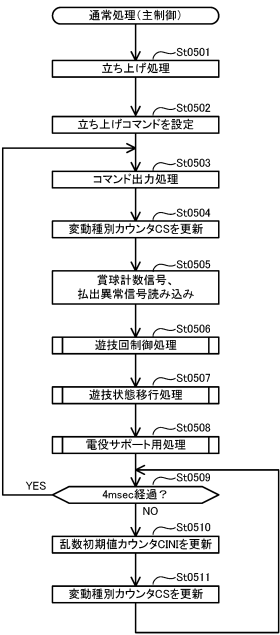 通常処理(主制御)
St0501
立ち上げ処理
St0502
立ち上げコマンドを設定
St0503
コマンド出力処理
St0504
変動種別カウンタCSを更新
St0505
賞球計数信号、
払出異常信号読み込み
St0506
遊技回制御処理
St0507
遊技状態移行処理
St0508
電役サポート用処理
St0509
YES
4msec経過?
NO
St0510
乱数初期値カウンタCINIを更新
St0511
変動種別カウンタCSを更新